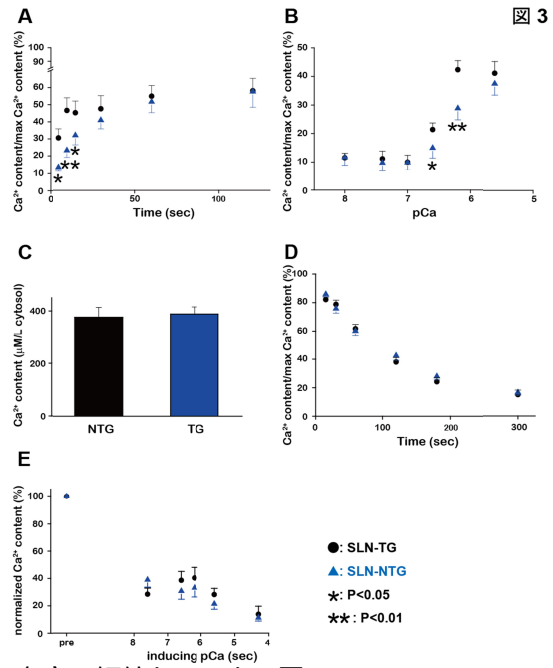 A
B
図 3
Ca²⁺ content/max Ca²⁺ content (%)
100
90
60
50
40
30
20
10
0
0
50
100
Time (sec)
Ca²⁺ content/max Ca²⁺ content (%)
50
40
30
20
10
0
8
7
6
5
pCa
C
D
Ca²⁺ content (μM/L cytosol)
400
200
0
NTG
TG
Ca²⁺ content/max Ca²⁺ content (%)
100
80
60
40
20
0
0
100
200
300
Time (sec)
E
normalized Ca²⁺ content (%)
100
80
60
40
20
0
pre
8
7
6
5
4
inducing pCa (sec)
●: SLN-TG
▲: SLN-NTG
*: P<0.05
**: P<0.01